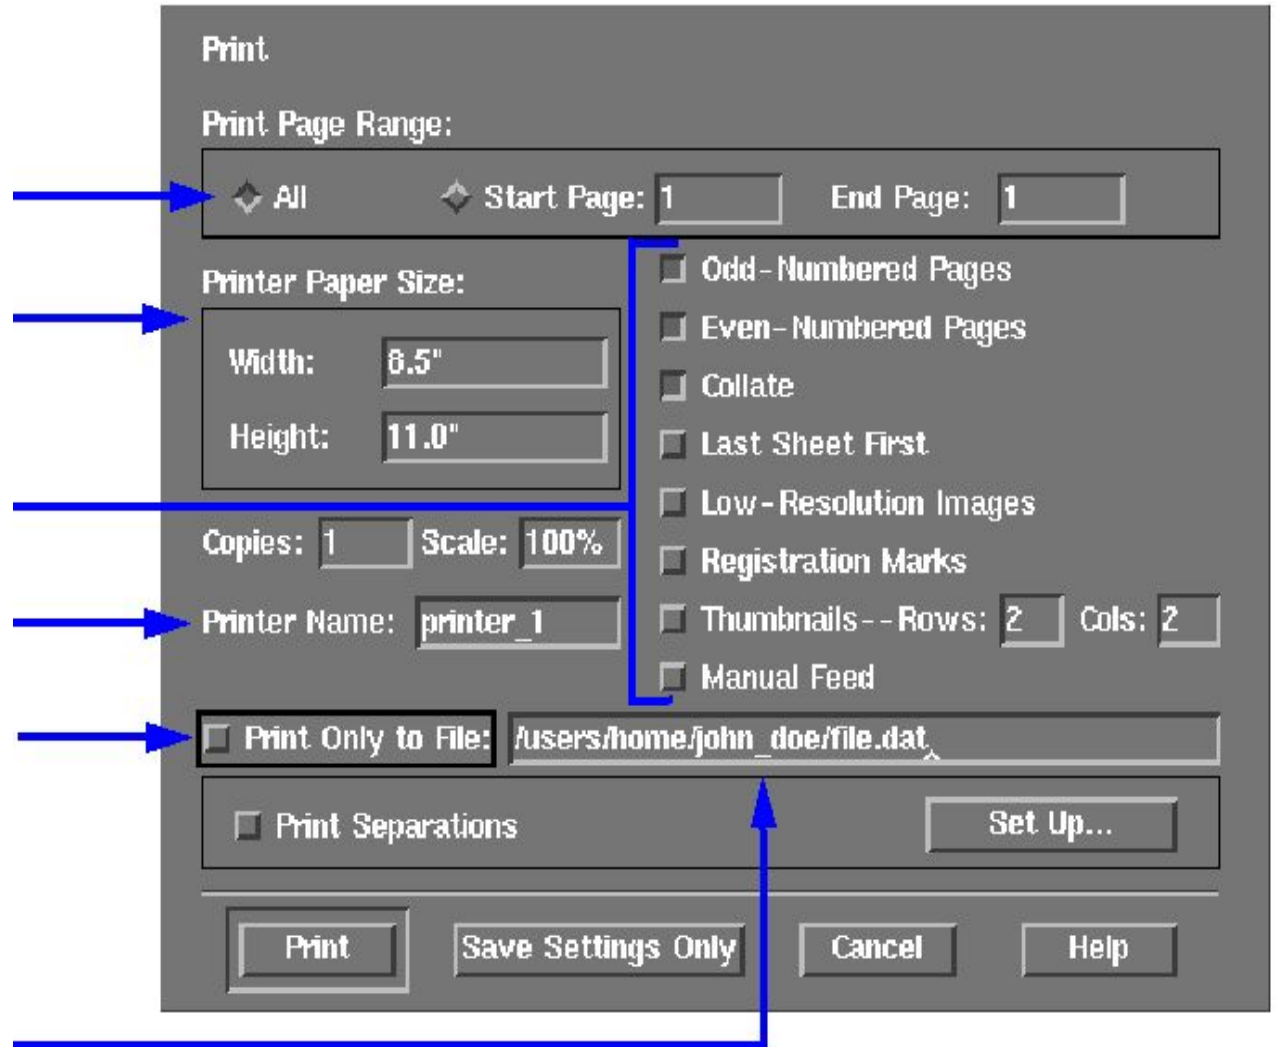 Print
Print Page Range:
All Start Page: 1 End Page: 1
Printer Paper Size:
Width: 8.5"
Height: 11.0"
Odd-Numbered Pages
Even-Numbered Pages
Collate
Last Sheet First
Low-Resolution Images
Registration Marks
Thumbnails--Rows: 2 Cols: 2
Manual Feed
Copies: 1 Scale: 100%
Printer Name: printer_1
Print Only to File: /users/home/john_doe/file.dat
Print Separations Set Up...
Print Save Settings Only Cancel Help